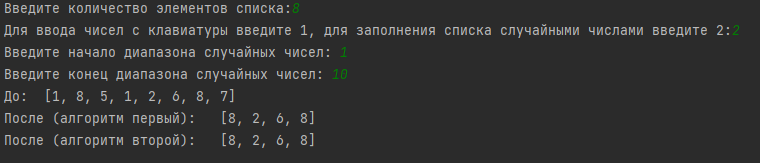 Введите количество элементов списка:8
Для ввода чисел с клавиатуры введите 1, для заполнения списка случайными числами введите 2:2
Введите начало диапазона случайных чисел: 1
Введите конец диапазона случайных чисел: 10
До:  [1, 8, 5, 1, 2, 6, 8, 7]
После (алгоритм первый):   [8, 2, 6, 8]
После (алгоритм второй):   [8, 2, 6, 8]